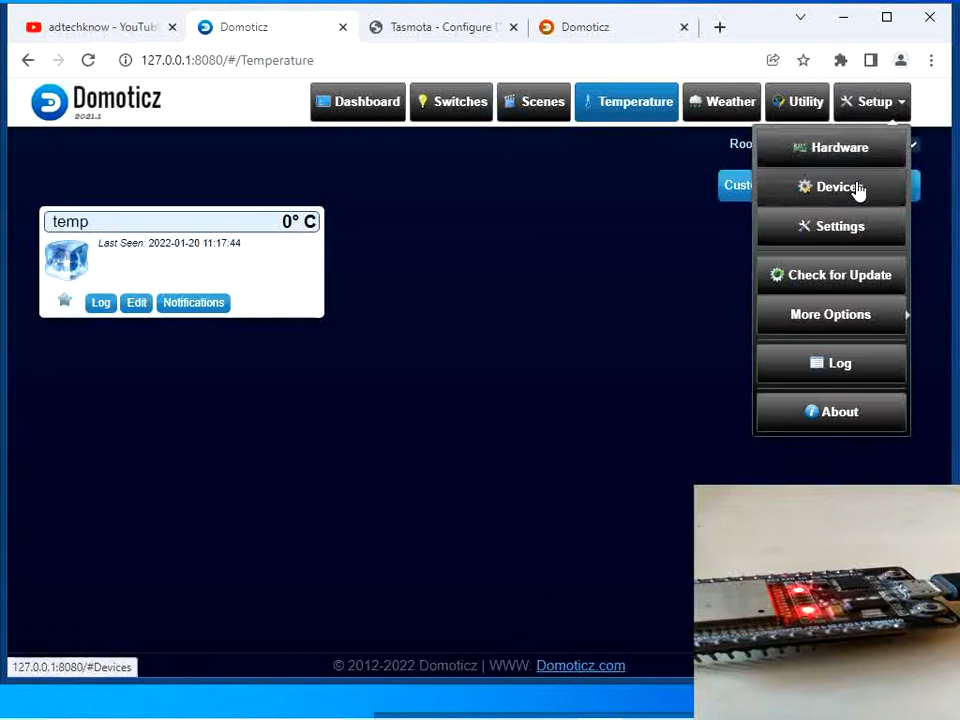 adtechknow - YouTub
Domoticz
Tasmota - Configure D
Domoticz
127.0.0.1:8080/#/Temperature
Domoticz
2021.1
Dashboard
Switches
Scenes
Temperature
Weather
Utility
Setup
Roo
Hardware
Custo
Devices
Settings
Check for Update
More Options
Log
About
temp
0° C
Last Seen: 2022-01-20 11:17:44
Log
Edit
Notifications
127.0.0.1:8080/#Devices
© 2012-2022 Domoticz | WWW. Domoticz.com